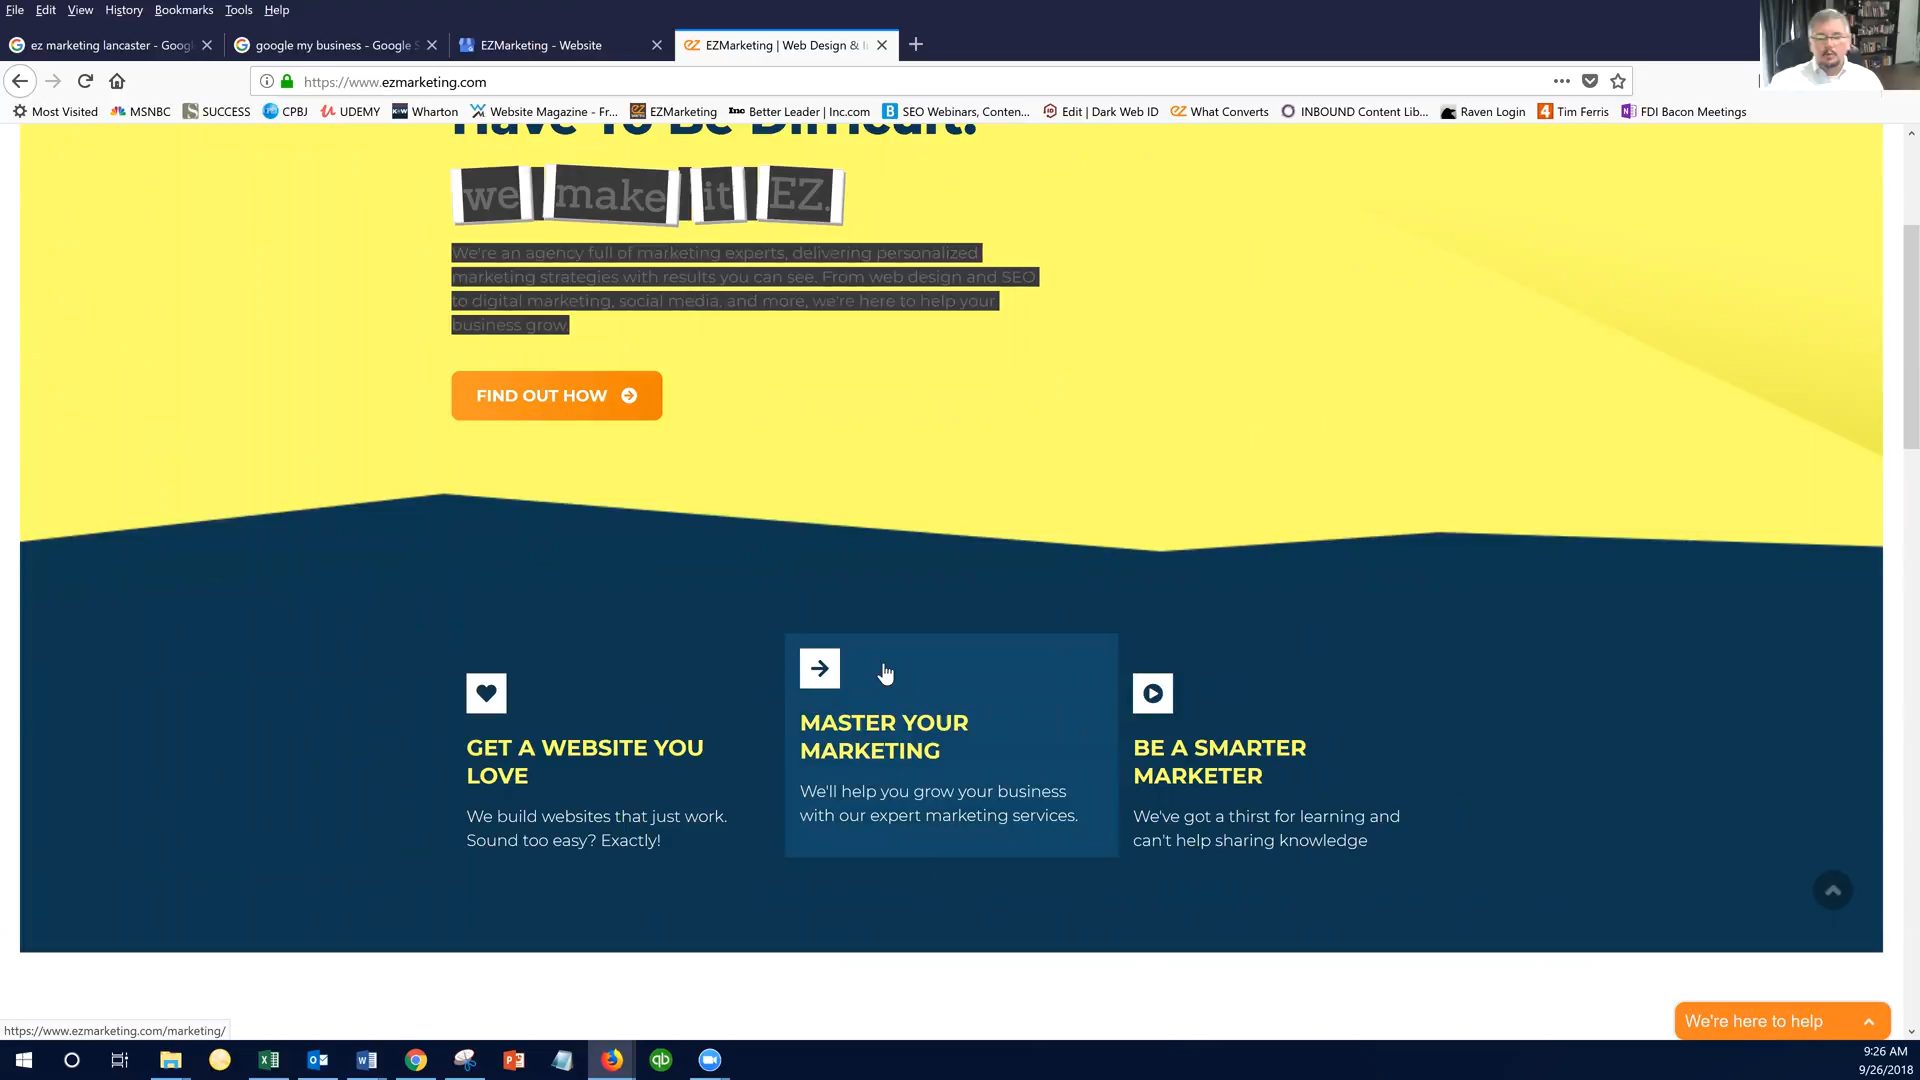 File Edit View History Bookmarks Tools Help
ez marketing lancaster - Goog
google my business - Google S
EZMarketing - Website
EZMarketing | Web Design & I
https://www.ezmarketing.com
Most Visited MSNBC SUCCESS CPBJ UDEMY Wharton Website Magazine - Fr... EZMarketing Inc Better Leader | Inc.com SEO Webinars, Conten... Edit | Dark Web ID What Converts INBOUND Content Lib... Raven Login Tim Ferris FDI Bacon Meetings
Have To Be Difficult.
we make it EZ.
We're an agency full of marketing experts, delivering personalized
marketing strategies with results you can see. From web design and SEO
to digital marketing, social media, and more, we're here to help your
business grow.
FIND OUT HOW
GET A WEBSITE YOU
LOVE
We build websites that just work.
Sound too easy? Exactly!
MASTER YOUR
MARKETING
We'll help you grow your business
with our expert marketing services.
BE A SMARTER
MARKETER
We've got a thirst for learning and
can't help sharing knowledge
We're here to help
https://www.ezmarketing.com/marketing/
9:26 AM
9/26/2018